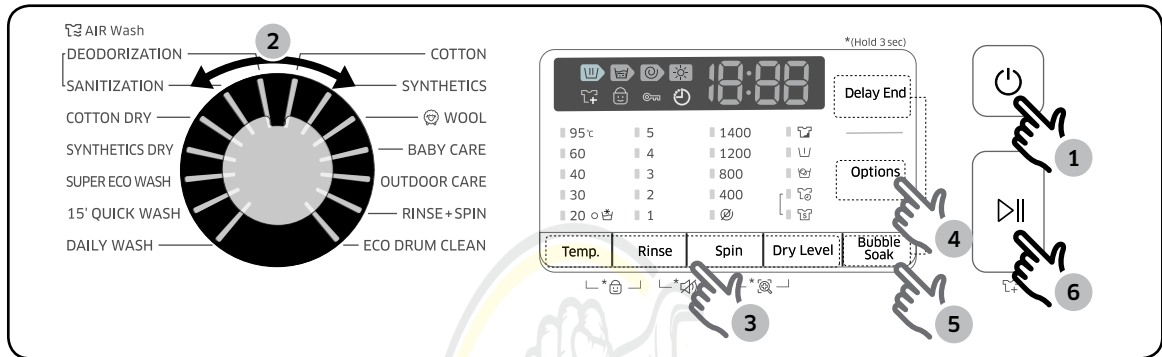 AIR Wash
DEODORIZATION
SANITIZATION
COTTON DRY
SYNTHETICS DRY
SUPER ECO WASH
15' QUICK WASH
DAILY WASH
2
COTTON
SYNTHETICS
WOOL
BABY CARE
OUTDOOR CARE
RINSE+SPIN
ECO DRUM CLEAN
*(Hold 3 sec)
18:88
Delay End
95℃ 5 1400
60 4 1200
40 3 800
30 2 400
20 1
Options
Temp. Rinse Spin Dry Level Bubble Soak
* * *
3
4
5
1
6